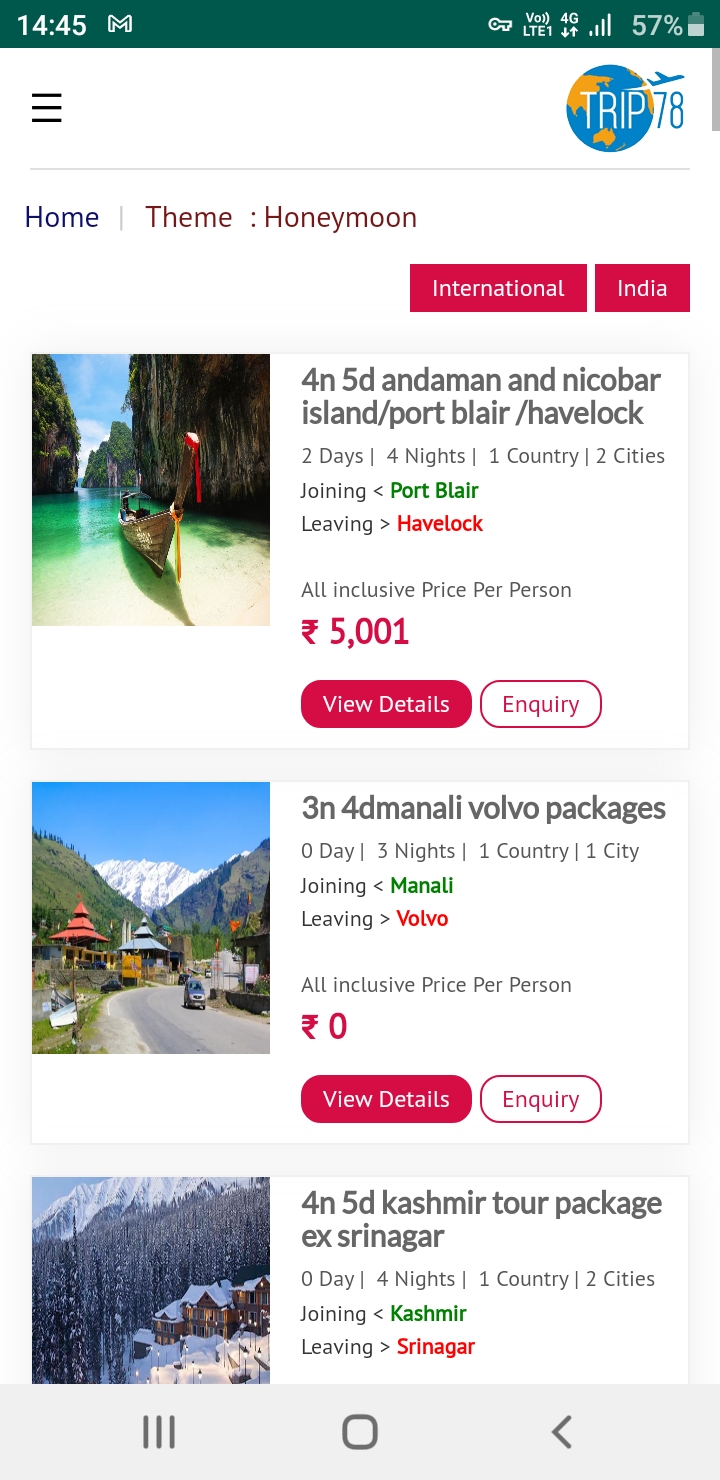 14:45
Vo)) 4G
LTE1
57%
TRIP78
Home | Theme : Honeymoon
International India
4n 5d andaman and nicobar
island/port blair /havelock
2 Days | 4 Nights | 1 Country | 2 Cities
Joining < Port Blair
Leaving > Havelock
All inclusive Price Per Person
₹ 5,001
View Details Enquiry
3n 4dmanali volvo packages
0 Day | 3 Nights | 1 Country | 1 City
Joining < Manali
Leaving > Volvo
All inclusive Price Per Person
₹ 0
View Details Enquiry
4n 5d kashmir tour package
ex srinagar
0 Day | 4 Nights | 1 Country | 2 Cities
Joining < Kashmir
Leaving > Srinagar